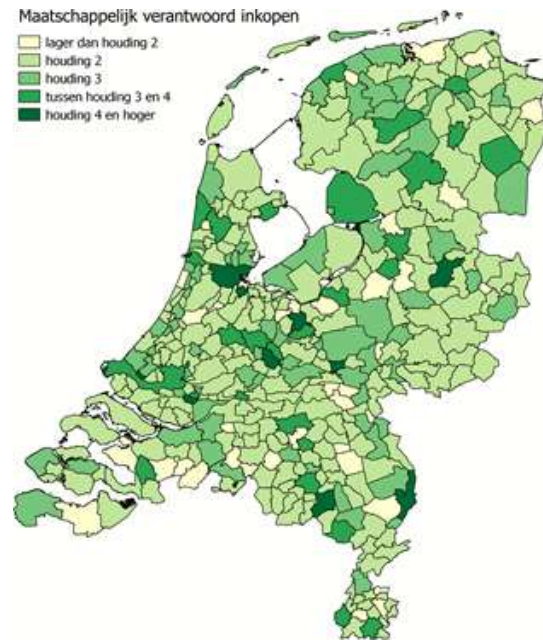 Maatschappelijk verantwoord inkopen
lager dan houding 2
houding 2
houding 3
tussen houding 3 en 4
houding 4 en hoger